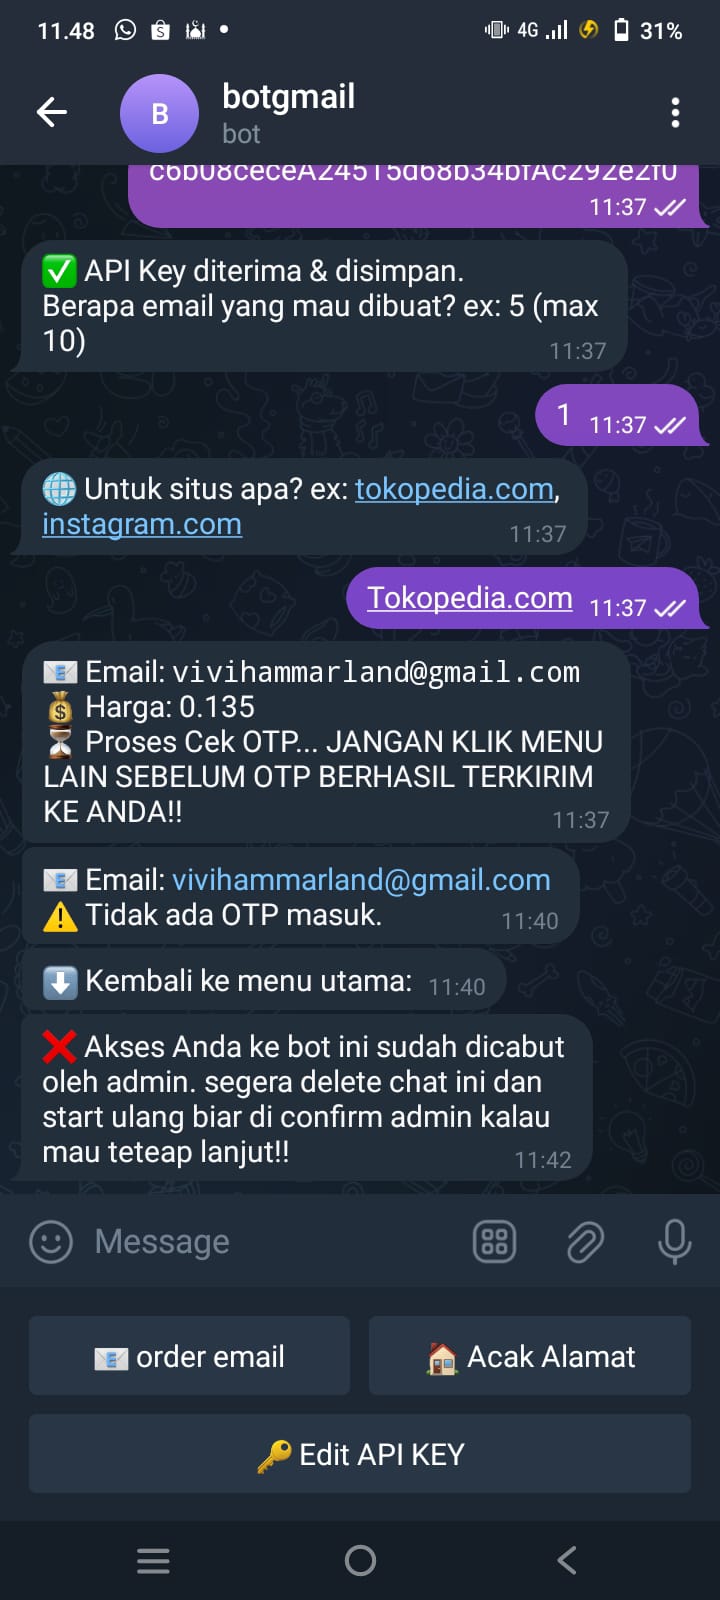 11.48
4G
31%
B
botgmail
bot
11:37
✅ API Key diterima & disimpan.
Berapa email yang mau dibuat? ex: 5 (max
10)
11:37
1 11:37
🌐 Untuk situs apa? ex: tokopedia.com,
instagram.com
11:37
Tokopedia.com 11:37
📧 Email: vivihammarland@gmail.com
💰 Harga: 0.135
⏳ Proses Cek OTP... JANGAN KLIK MENU
LAIN SEBELUM OTP BERHASIL TERKIRIM
KE ANDA!!
11:37
📧 Email: vivihammarland@gmail.com
⚠️ Tidak ada OTP masuk.
11:40
⬇️ Kembali ke menu utama: 11:40
❌ Akses Anda ke bot ini sudah dicabut
oleh admin. segera delete chat ini dan
start ulang biar di confirm admin kalau
mau teteap lanjut!!
11:42
Message
📧 order email
🏠 Acak Alamat
🔑 Edit API KEY